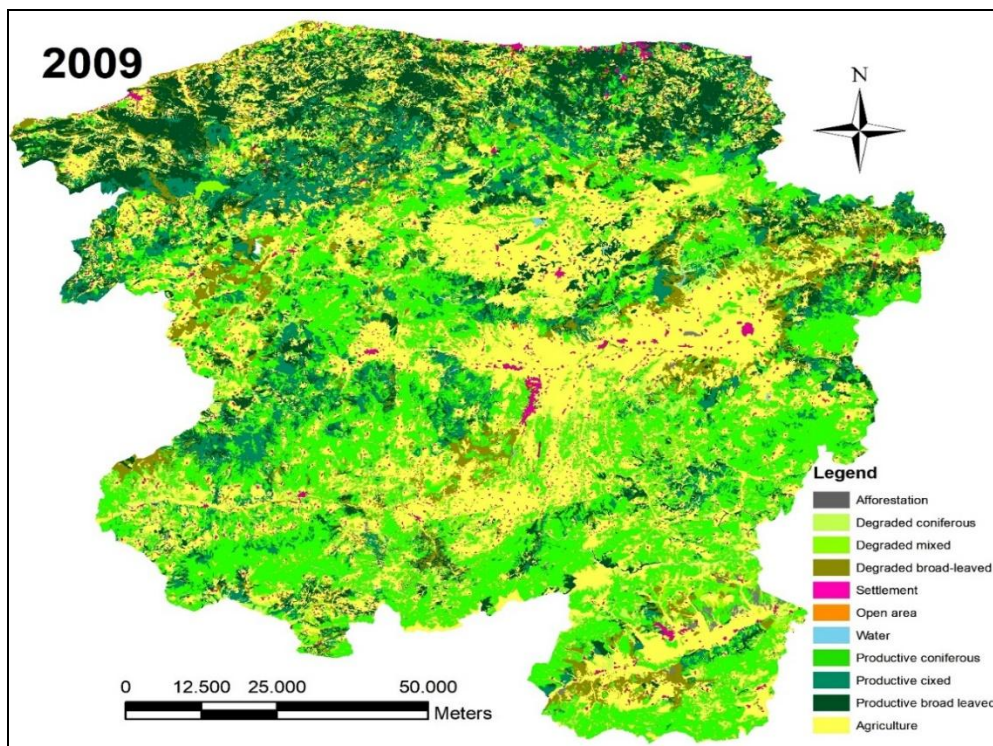 2009
N
Legend
Afforestation
Degraded coniferous
Degraded mixed
Degraded broad-leaved
Settlement
Open area
Water
Productive coniferous
Productive cixed
Productive broad leaved
Agriculture
0 12.500 25.000 50.000
Meters